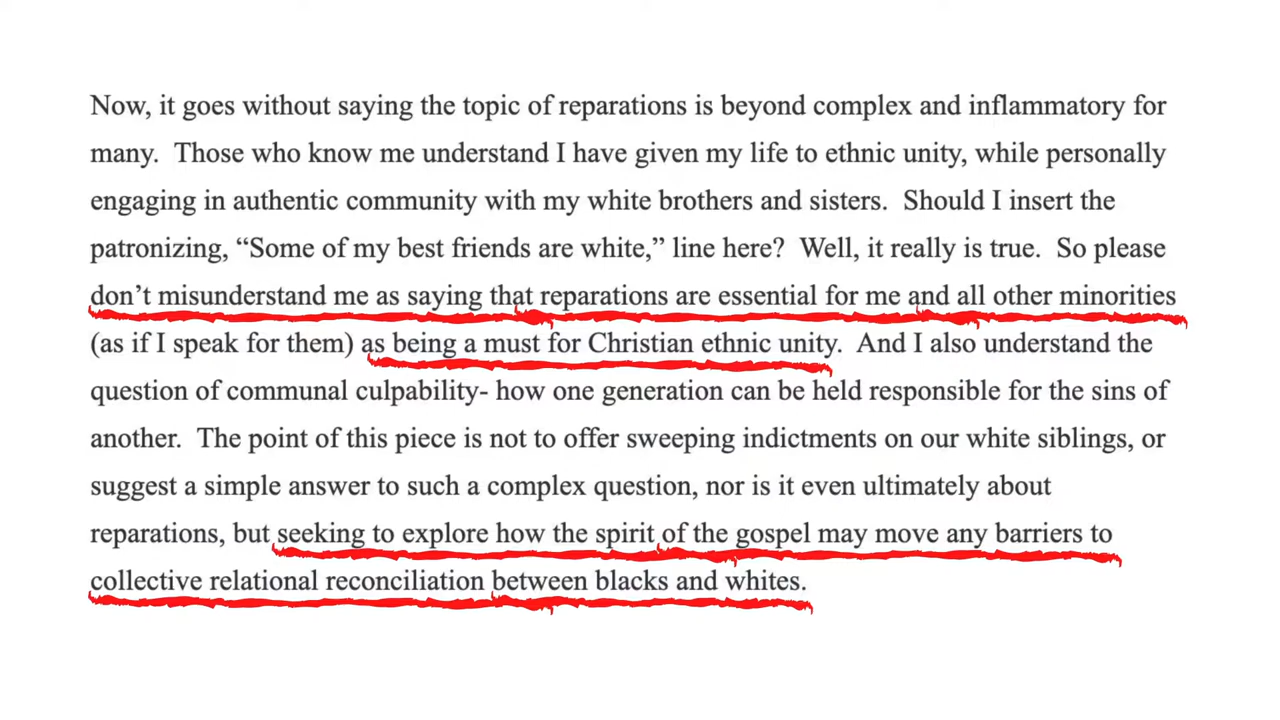 Now, it goes without saying the topic of reparations is beyond complex and inflammatory for
many.  Those who know me understand I have given my life to ethnic unity, while personally
engaging in authentic community with my white brothers and sisters.  Should I insert the
patronizing, “Some of my best friends are white,” line here?  Well, it really is true.  So please
don’t misunderstand me as saying that reparations are essential for me and all other minorities
(as if I speak for them) as being a must for Christian ethnic unity.  And I also understand the
question of communal culpability- how one generation can be held responsible for the sins of
another.  The point of this piece is not to offer sweeping indictments on our white siblings, or
suggest a simple answer to such a complex question, nor is it even ultimately about
reparations, but seeking to explore how the spirit of the gospel may move any barriers to
collective relational reconciliation between blacks and whites.